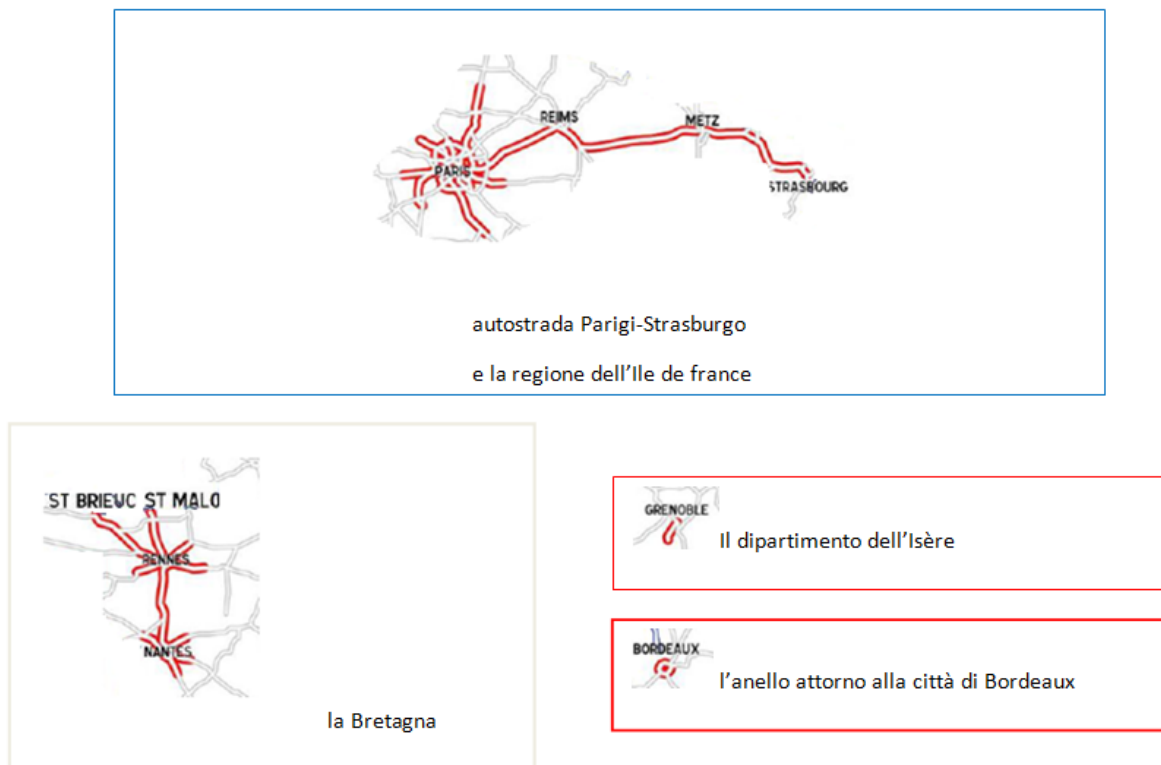 REIMS
METZ
PARIS
STRASBOURG
autostrada Parigi-Strasburgo
e la regione dell'Ile de france
ST BRIEUC ST MALO
RENNES
NANTES
la Bretagna
GRENOBLE
Il dipartimento dell'Isère
BORDEAUX
l'anello attorno alla città di Bordeaux